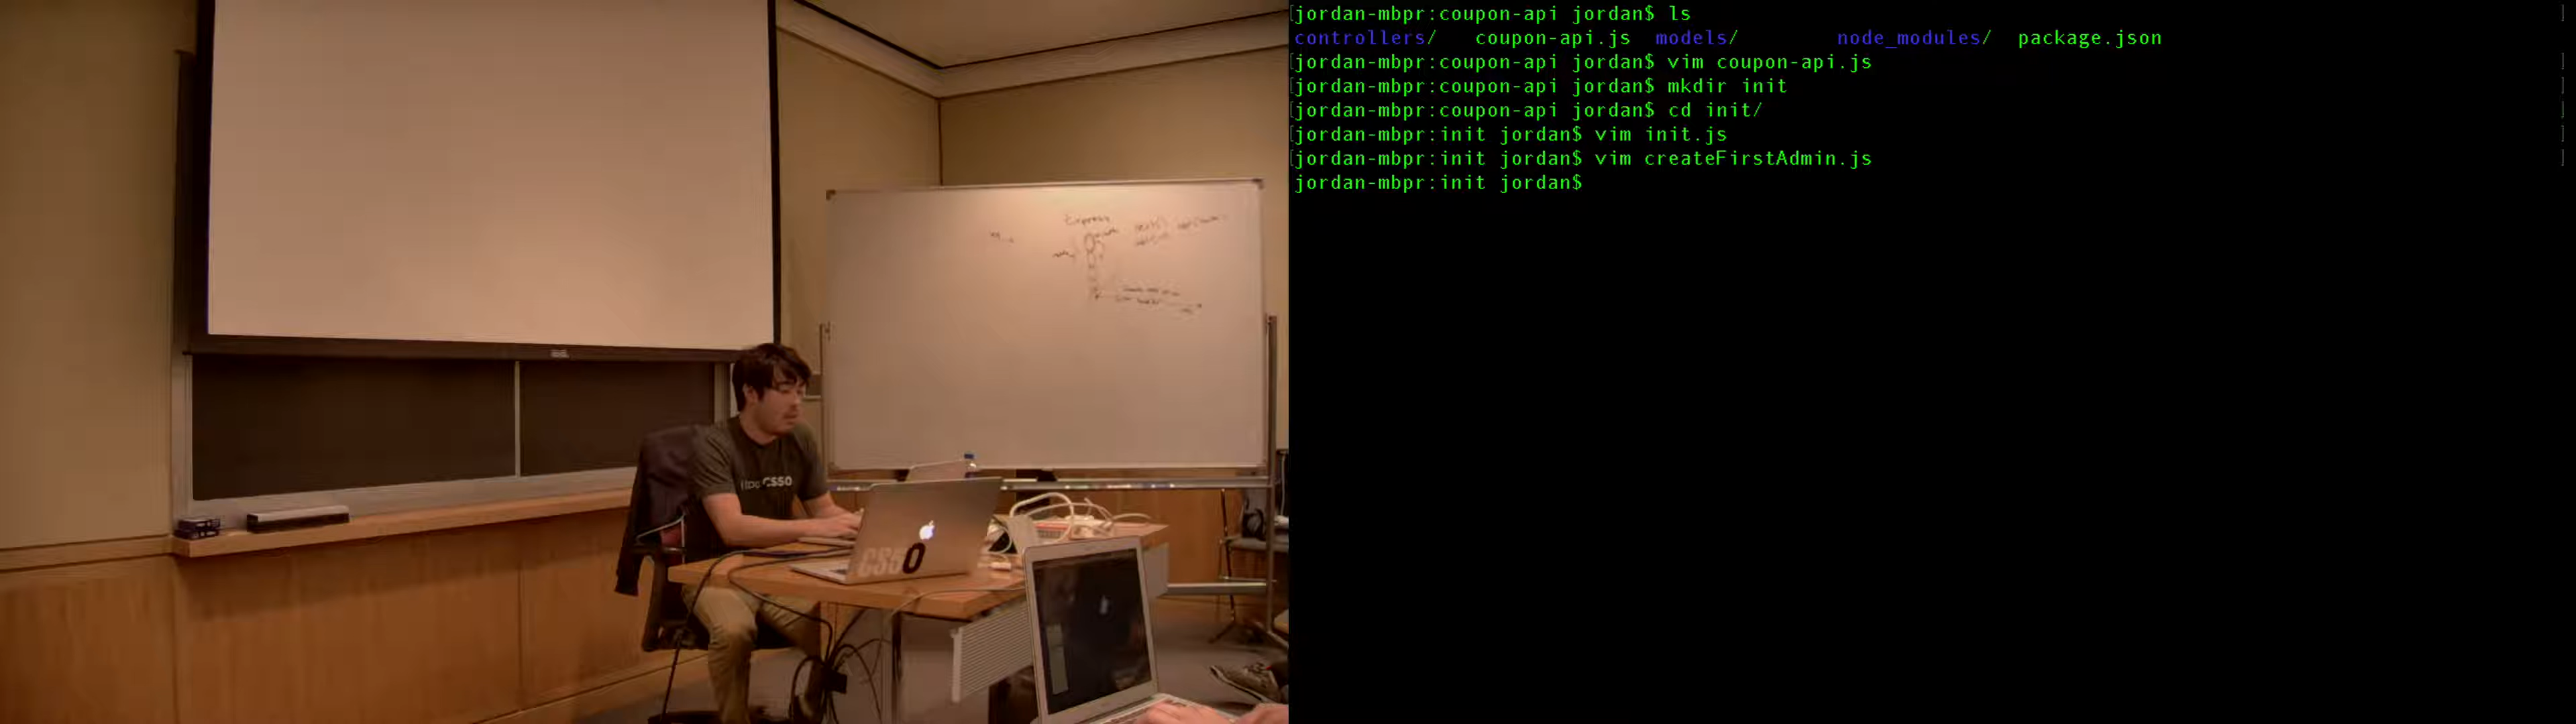 Express
CS50
CS50
[jordan-mbpr:coupon-api jordan$ ls ]
controllers/ coupon-api.js models/ node_modules/ package.json
[jordan-mbpr:coupon-api jordan$ vim coupon-api.js ]
[jordan-mbpr:coupon-api jordan$ mkdir init ]
[jordan-mbpr:coupon-api jordan$ cd init/ ]
[jordan-mbpr:init jordan$ vim init.js ]
[jordan-mbpr:init jordan$ vim createFirstAdmin.js ]
jordan-mbpr:init jordan$